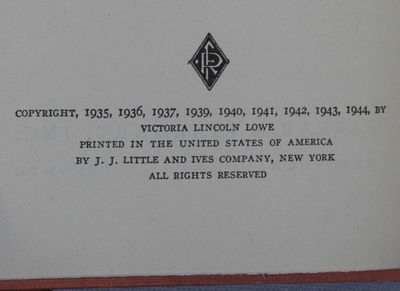 FR
COPYRIGHT, 1935, 1936, 1937, 1939, 1940, 1941, 1942, 1943, 1944, BY
VICTORIA LINCOLN LOWE
PRINTED IN THE UNITED STATES OF AMERICA
BY J. J. LITTLE AND IVES COMPANY, NEW YORK
ALL RIGHTS RESERVED